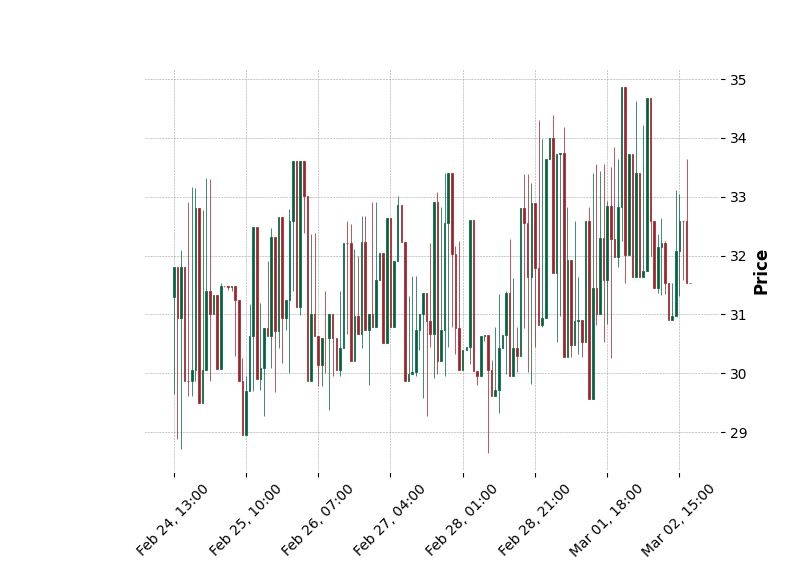 35
34
33
32
31
30
29
Price
Feb 24, 13:00
Feb 25, 10:00
Feb 26, 07:00
Feb 27, 04:00
Feb 28, 01:00
Feb 28, 21:00
Mar 01, 18:00
Mar 02, 15:00